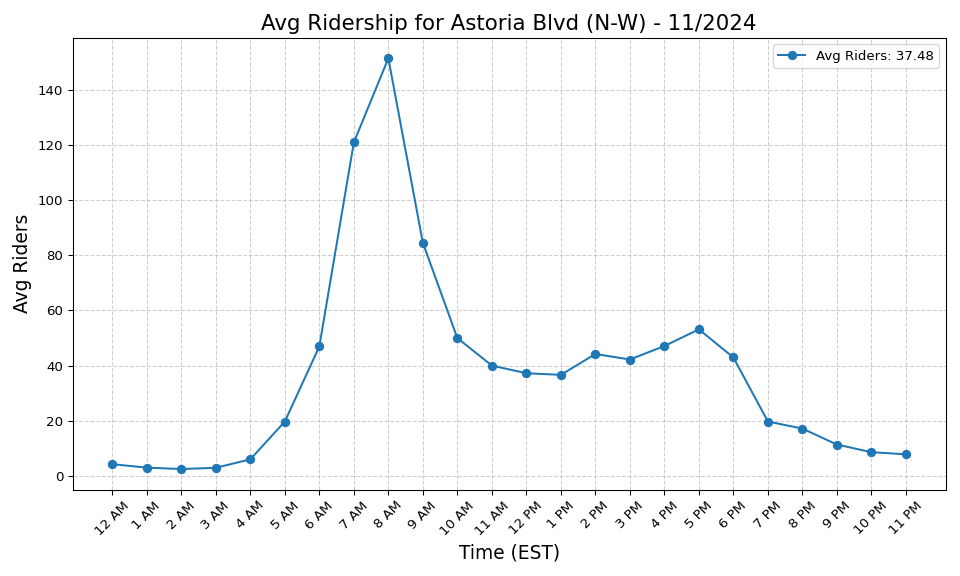 Avg Ridership for Astoria Blvd (N-W) - 11/2024
Avg Riders: 37.48
Avg Riders
140
120
100
80
60
40
20
0
12 AM
1 AM
2 AM
3 AM
4 AM
5 AM
6 AM
7 AM
8 AM
9 AM
10 AM
11 AM
12 PM
1 PM
2 PM
3 PM
4 PM
5 PM
6 PM
7 PM
8 PM
9 PM
10 PM
11 PM
Time (EST)